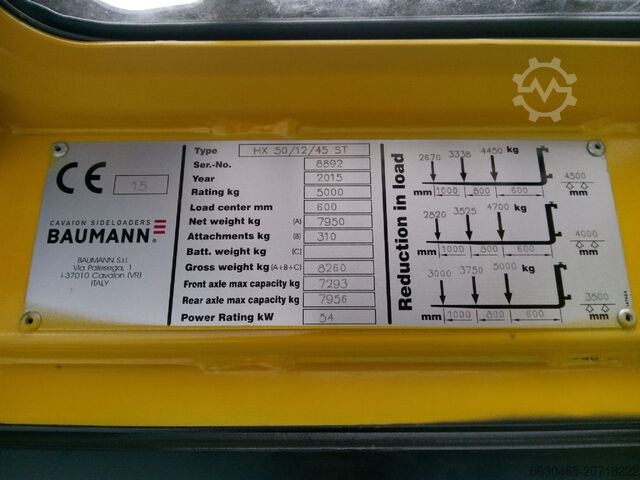 CE
15
CAVAION SIDELOADERS
BAUMANN
BAUMANN S.r.l.
Via Palesega, 1
I-37010 Cavaion (VR)
ITALY
Type HX 50/12/45 ST
Ser.-No. 8892
Year 2015
Rating kg 5000
Load center mm 600
Net weight kg (A) 7950
Attachments kg (B) 310
Batt. weight kg (C)
Gross weight kg (A+B+C) 8260
Front axle max capacity kg 7293
Rear axle max capacity kg 7956
Power Rating kW 54
Reduction in load
2670 3338 4450 kg
4500
mm 1000 800 600 mm
2820 3525 4700 kg
4000
mm 1000 800 600 mm
3000 3750 5000 kg
3500
mm 1000 800 600 mm
6630465-20718222